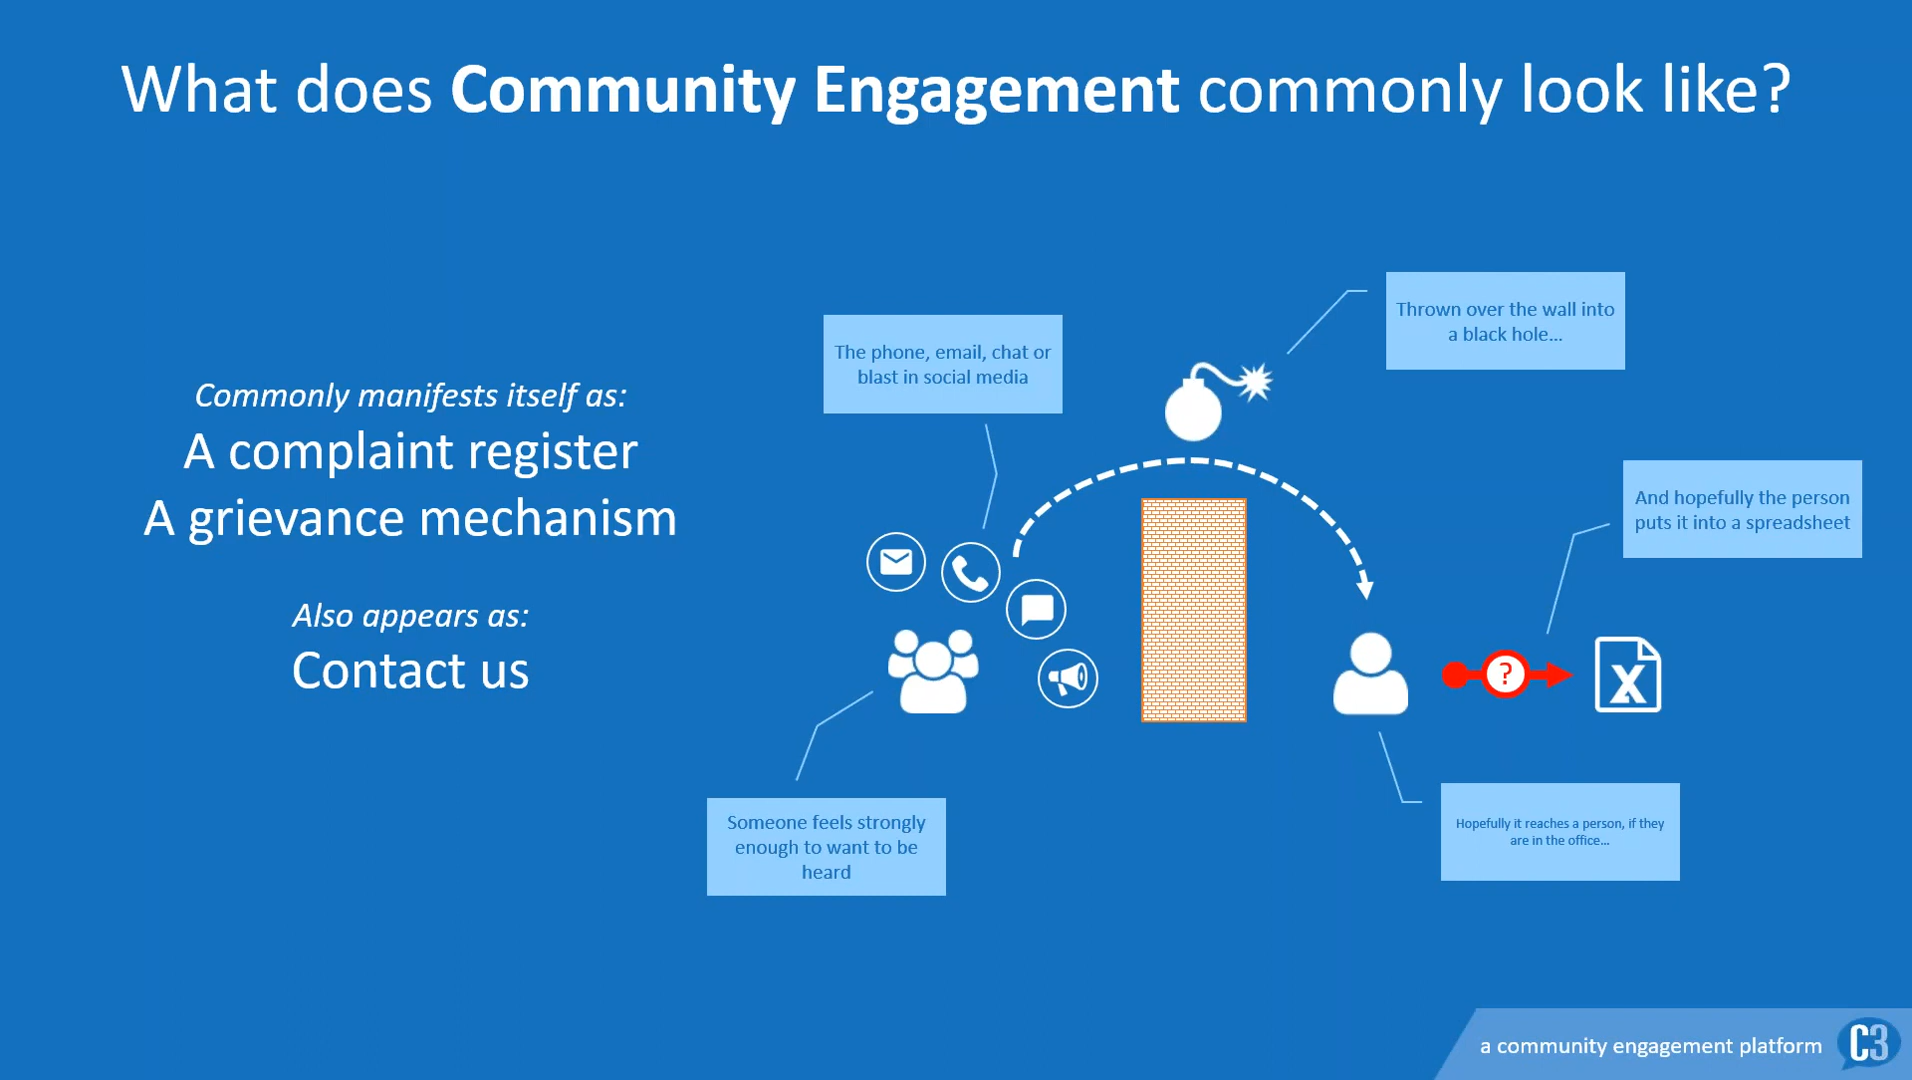 What does Community Engagement commonly look like?
Commonly manifests itself as:
A complaint register
A grievance mechanism
Also appears as:
Contact us
The phone, email, chat or
blast in social media
Thrown over the wall into
a black hole...
And hopefully the person
puts it into a spreadsheet
?
X
Someone feels strongly
enough to want to be
heard
Hopefully it reaches a person, if they
are in the office...
a community engagement platform
C3